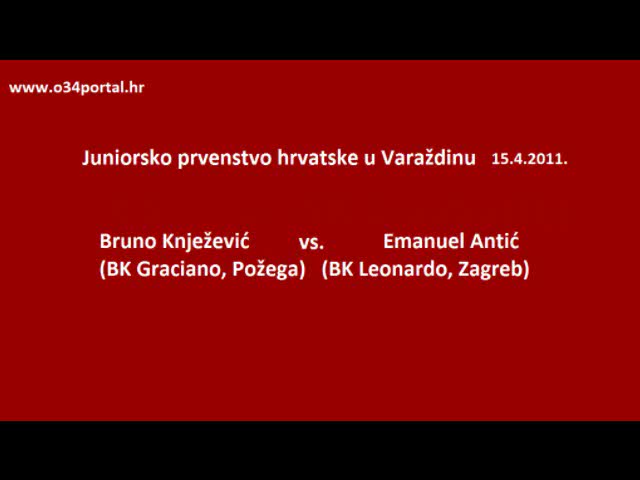 www.o34portal.hr
Juniorsko prvenstvo hrvatske u Varaždinu 15.4.2011.
Bruno Knježević vs. Emanuel Antić
(BK Graciano, Požega) (BK Leonardo, Zagreb)